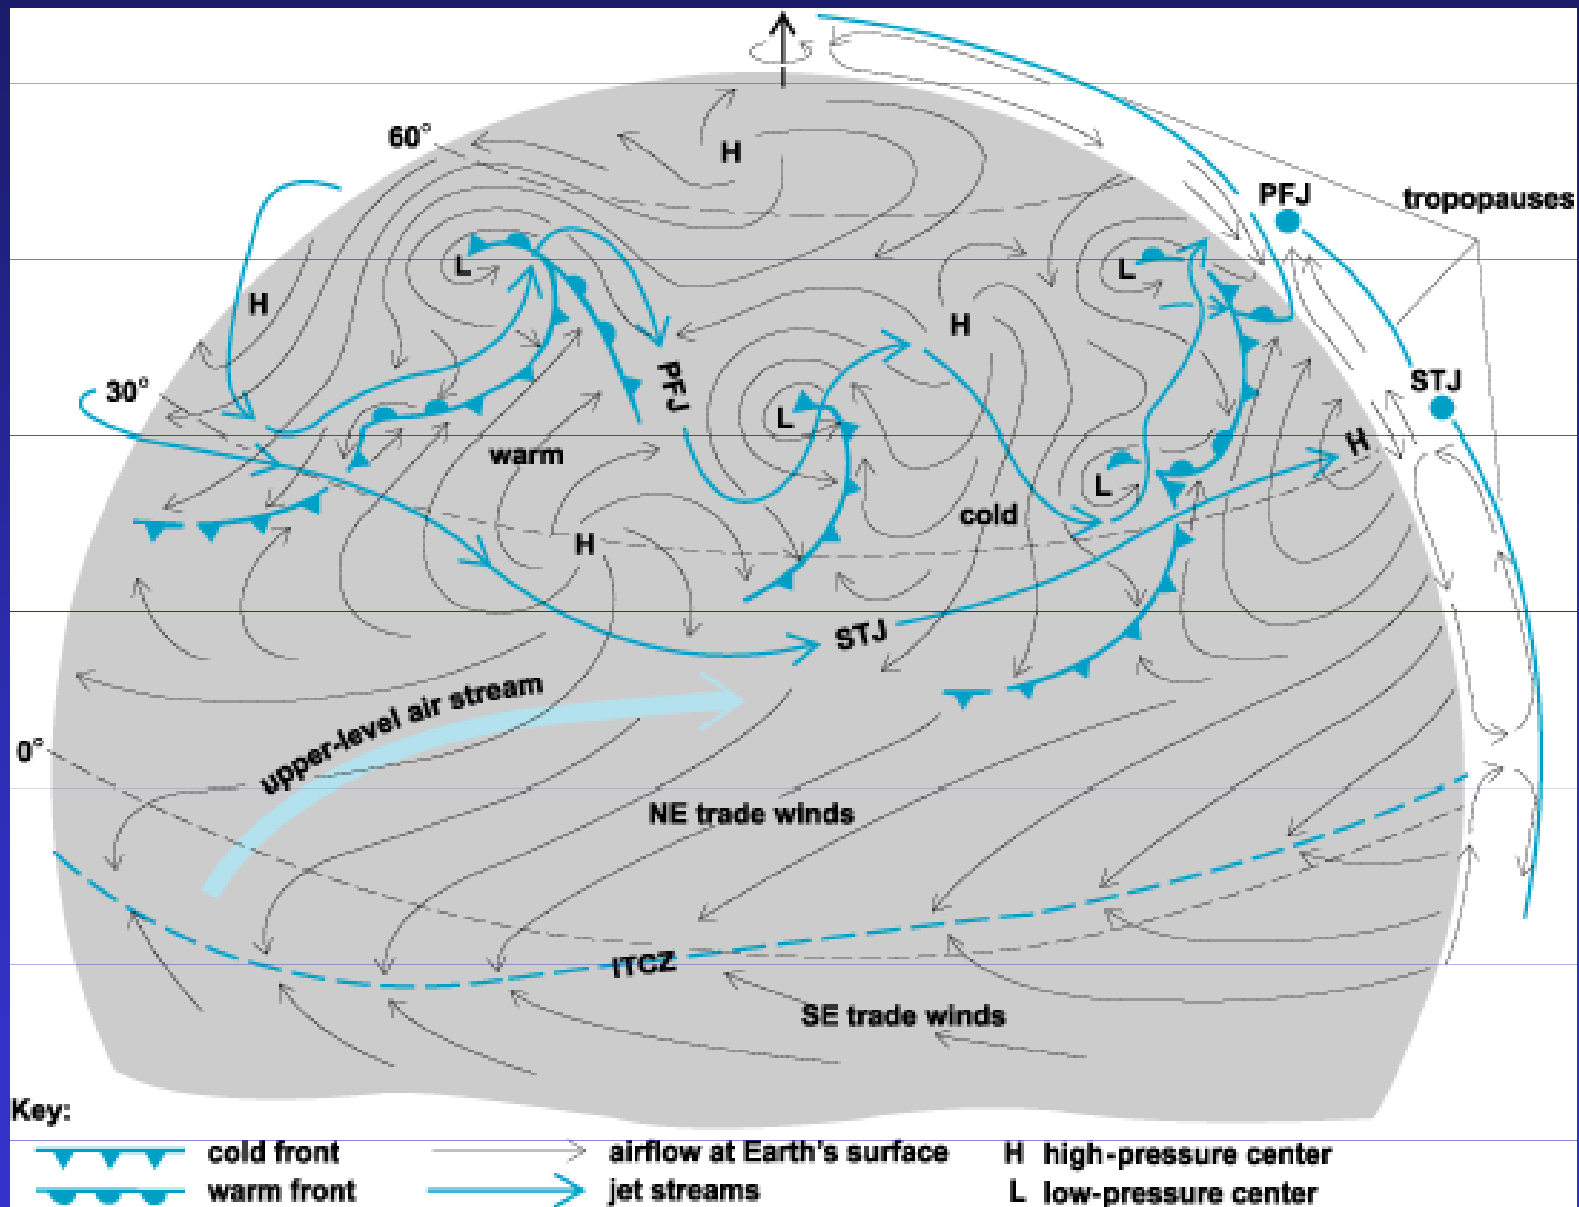 60°
H
PFJ
tropopauses
L
L
H
H
30°
PFJ
STJ
L
warm
H
L
cold
H
STJ
upper-level air stream
0°
NE trade winds
ITCZ
SE trade winds
Key:
cold front
airflow at Earth's surface
H high-pressure center
warm front
jet streams
L low-pressure center